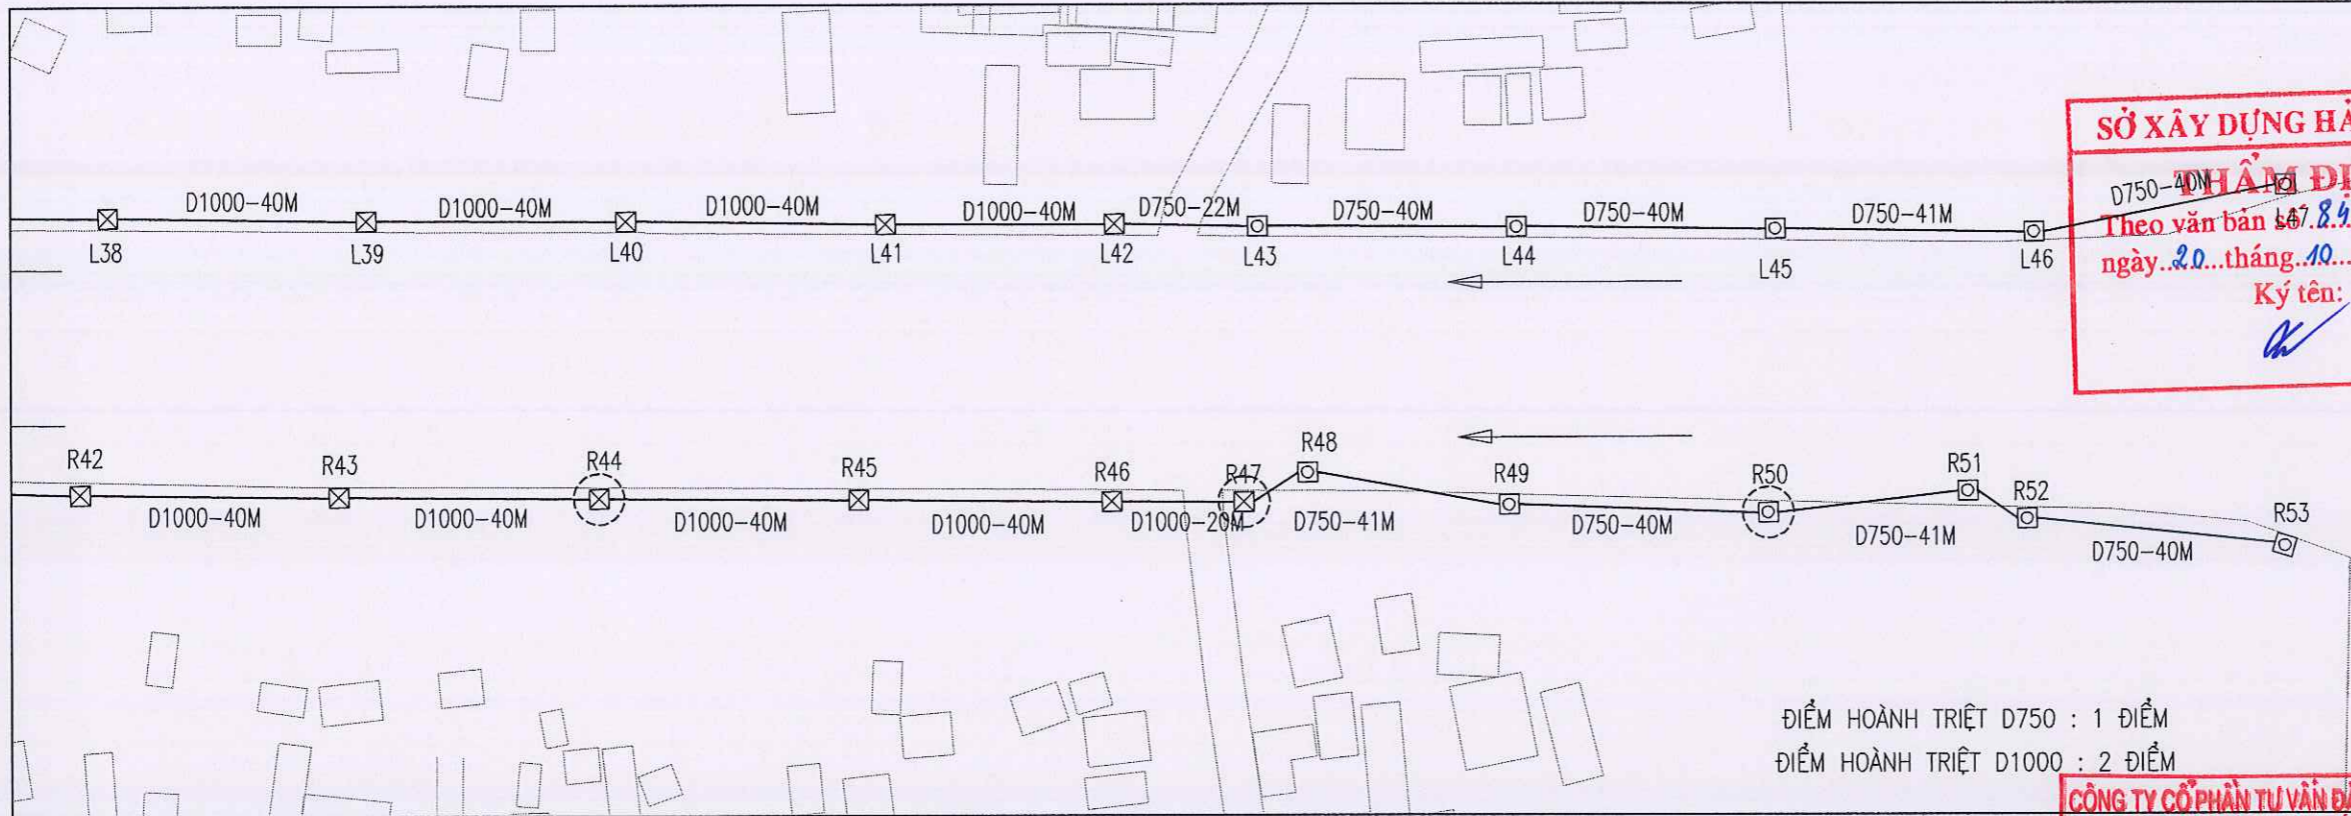 D1000-40M
D1000-40M
D1000-40M
D1000-40M
D750-22M
D750-40M
D750-40M
D750-41M
D750-40M
L38
L39
L40
L41
L42
L43
L44
L45
L46
L47
SỞ XÂY DỰNG
THẨM
Theo văn bản số
ngày..20...tháng..10....
Ký tên:
R42
R43
R44
R45
R46
R47
R48
R49
R50
R51
R52
R53
D1000-40M
D1000-40M
D1000-40M
D1000-40M
D1000-20M
D750-41M
D750-40M
D750-41M
D750-40M
ĐIỂM HOÀNH TRIỆT D750 : 1 ĐIỂM
ĐIỂM HOÀNH TRIỆT D1000 : 2 ĐIỂM
CÔNG TY CỔ PHẦN TƯ VẤN